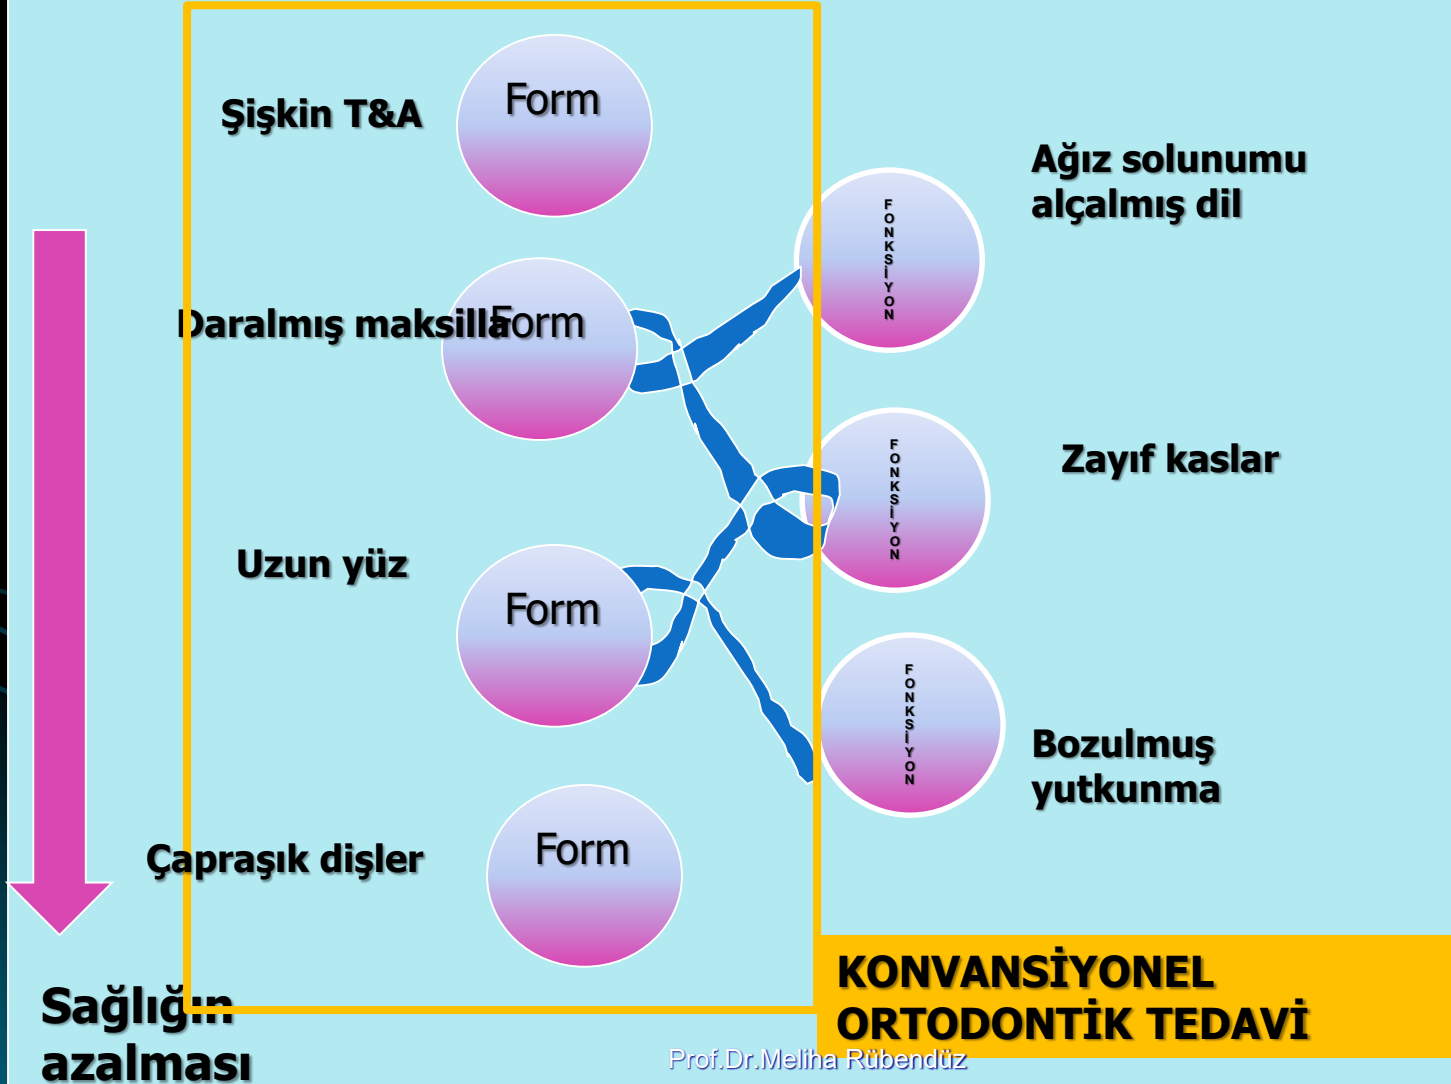 Şişkin T&A
Form
Ağız solunumu
alçalmış dil
FONKSİYON
Daralmış maksilla
Form
Zayıf kaslar
FONKSİYON
Uzun yüz
Form
FONKSİYON
Bozulmuş
yutkunma
Çapraşık dişler
Form
KONVANSİYONEL
ORTODONTİK TEDAVİ
Sağlığın
azalması
Prof.Dr.Meliha Rübendüz